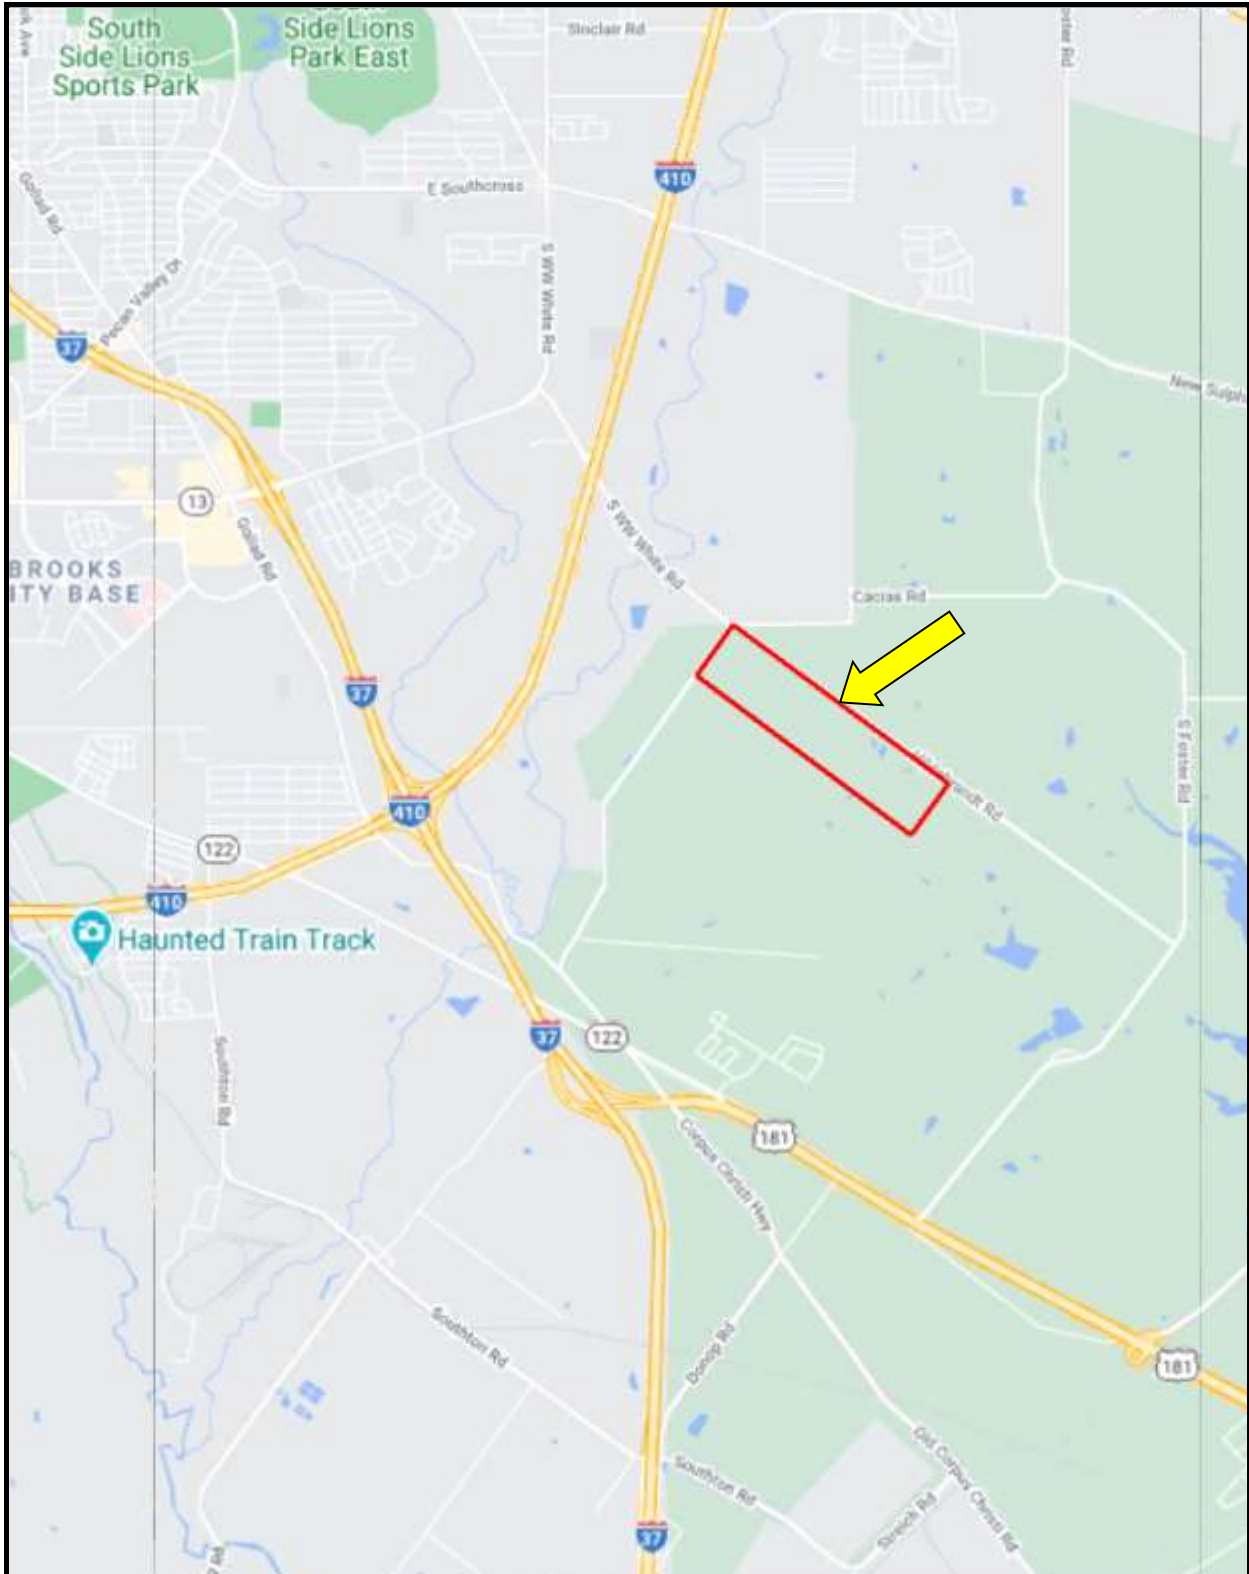 South
Side Lions
Sports Park
Side Lions
Park East
Sinclair Rd
410
E Southcross
Goliad Rd
S WW White Rd
Pecan Valley Dr
37
New Sulph
13
Goliad Rd
S WW White Rd
BROOKS
ITY BASE
Cacias Rd
37
S Foster Rd
410
122
410
Haunted Train Track
37
122
Southton Rd
181
Corpus Christi Hwy
Southton Rd
Donop Rd
181
Old Corpus Christi Rd
Southton Rd
Streich Rd
37
Rd